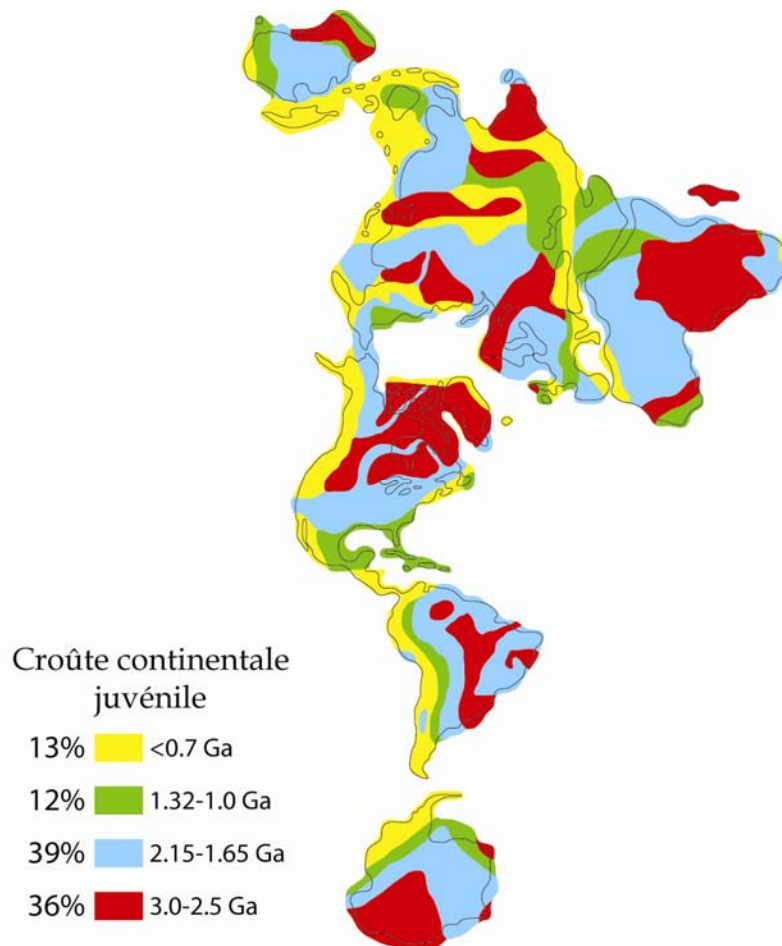 Croûte continentale
juvénile
13% <0.7 Ga
12% 1.32-1.0 Ga
39% 2.15-1.65 Ga
36% 3.0-2.5 Ga